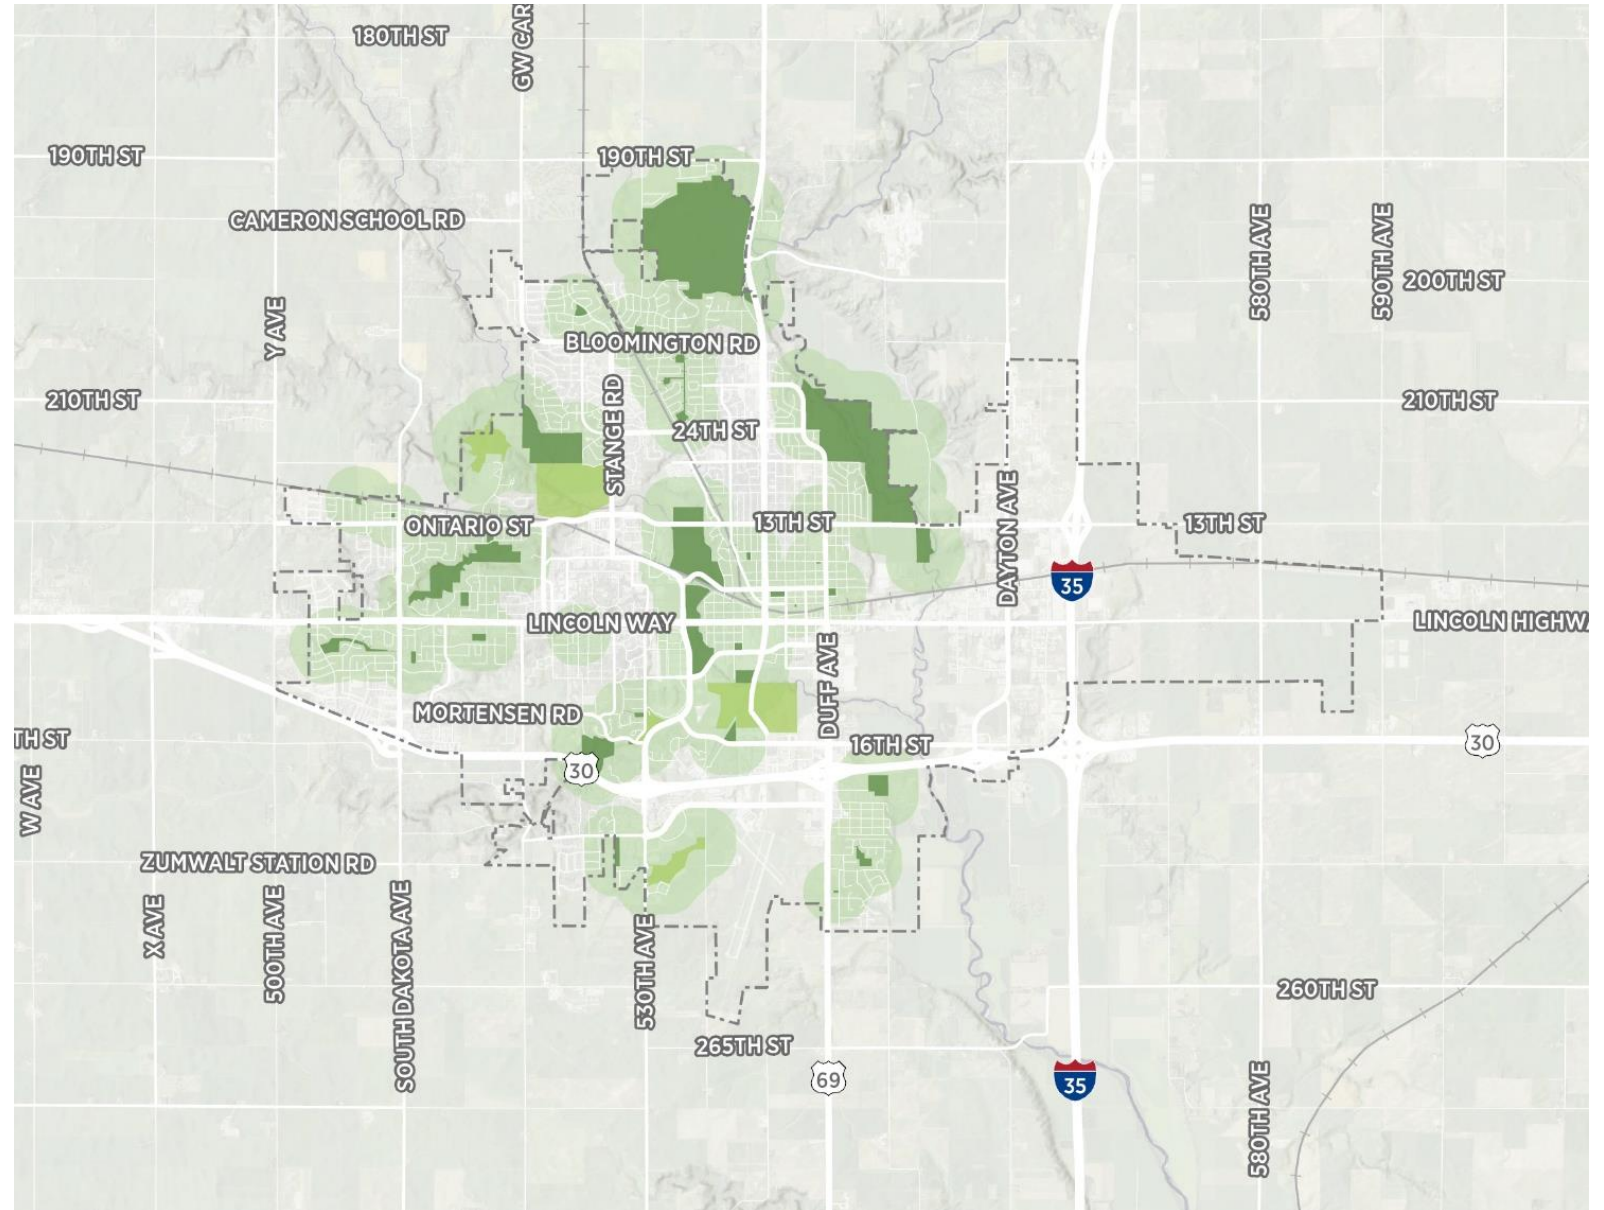 180TH ST
GW CAR
190TH ST
190TH ST
CAMERON SCHOOL RD
580TH AVE
590TH AVE
200TH ST
Y AVE
BLOOMINGTON RD
210TH ST
210TH ST
STANGE RD
24TH ST
DAYTON AVE
ONTARIO ST
13TH ST
13TH ST
35
LINCOLN WAY
LINCOLN HIGHWA
DUFF AVE
MORTENSEN RD
TH ST
16TH ST
30
30
W AVE
ZUMWALT STATION RD
X AVE
500TH AVE
SOUTH DAKOTA AVE
530TH AVE
260TH ST
265TH ST
69
35
580TH AVE